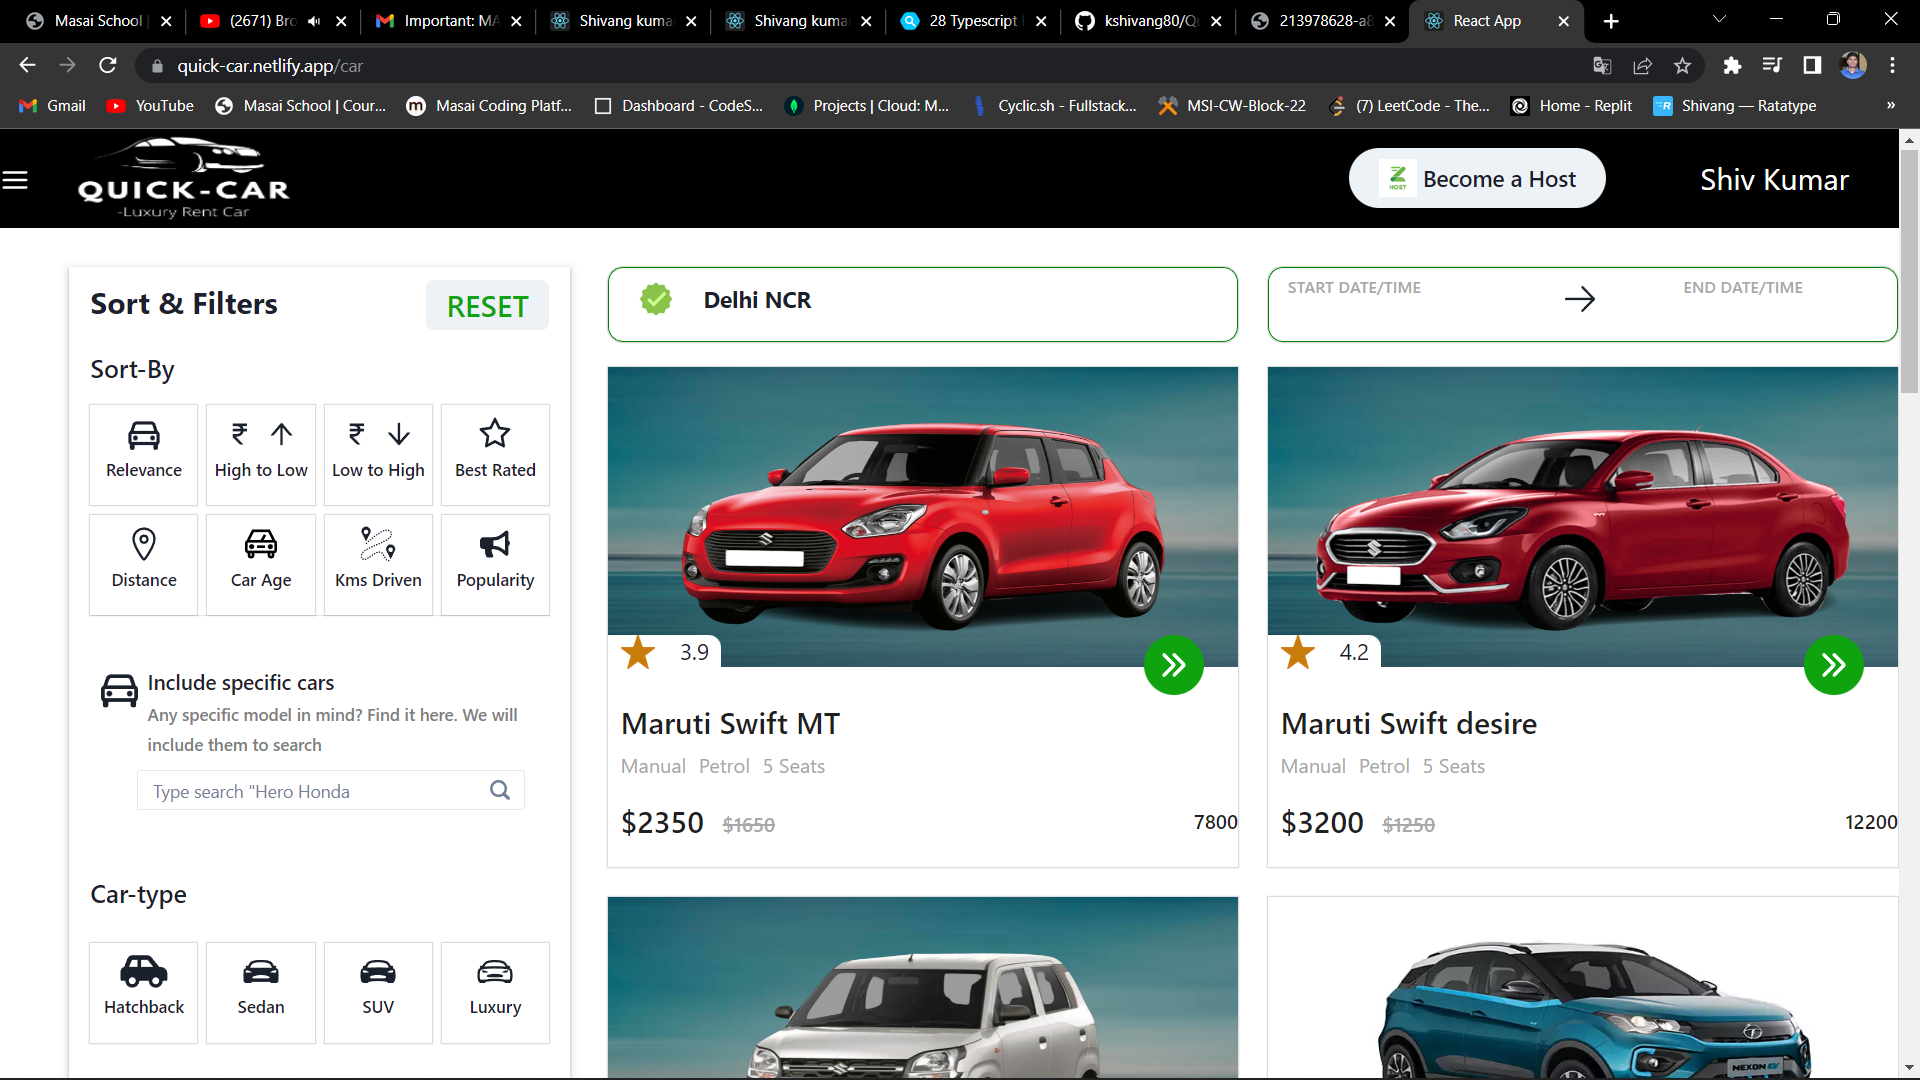 Masai School
(2671) Bro
Important: MA
Shivang kuma
Shivang kuma
28 Typescript
kshivang80/Qu
213978628-a8
React App
quick-car.netlify.app/car
Gmail
YouTube
Masai School | Cour...
Masai Coding Platf...
Dashboard - CodeS...
Projects | Cloud: M...
Cyclic.sh - Fullstack...
MSI-CW-Block-22
(7) LeetCode - The...
Home - Replit
Shivang — Ratatype
»
QUICK-CAR
-Luxury Rent Car
Z
HOST
Become a Host
Shiv Kumar
Sort & Filters
RESET
Delhi NCR
START DATE/TIME
END DATE/TIME
Sort-By
Relevance
₹
High to Low
₹
Low to High
Best Rated
Distance
Car Age
Kms Driven
Popularity
Include specific cars
Any specific model in mind? Find it here. We will
include them to search
Type search "Hero Honda
Car-type
Hatchback
Sedan
SUV
Luxury
3.9
Maruti Swift MT
Manual Petrol 5 Seats
$2350 $1650
7800
4.2
Maruti Swift desire
Manual Petrol 5 Seats
$3200 $1250
12200
NEXON EV